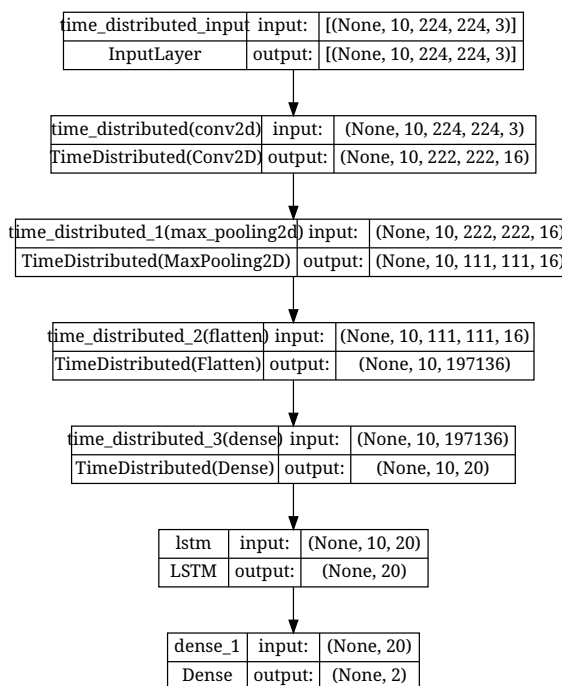 time_distributed_input input: [(None, 10, 224, 224, 3)]
InputLayer output: [(None, 10, 224, 224, 3)]
time_distributed(conv2d) input: (None, 10, 224, 224, 3)
TimeDistributed(Conv2D) output: (None, 10, 222, 222, 16)
time_distributed_1(max_pooling2d) input: (None, 10, 222, 222, 16)
TimeDistributed(MaxPooling2D) output: (None, 10, 111, 111, 16)
time_distributed_2(flatten) input: (None, 10, 111, 111, 16)
TimeDistributed(Flatten) output: (None, 10, 197136)
time_distributed_3(dense) input: (None, 10, 197136)
TimeDistributed(Dense) output: (None, 10, 20)
lstm input: (None, 10, 20)
LSTM output: (None, 20)
dense_1 input: (None, 20)
Dense output: (None, 2)